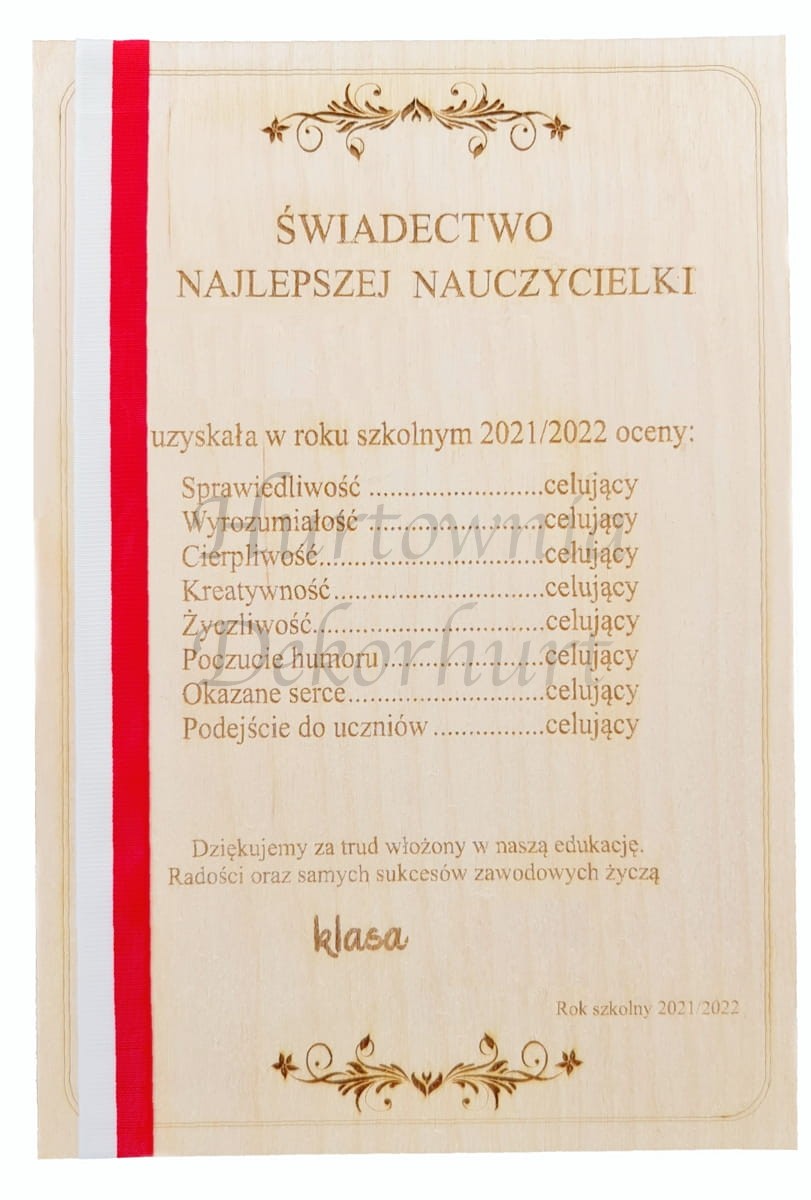 ŚWIADECTWO
NAJLEPSZEJ NAUCZYCIELKI
uzyskała w roku szkolnym 2021/2022 oceny:
Sprawiedliwość .........................celujący
Wyrozumiałość .........................celujący
Cierpliwość................................celujący
Kreatywność..............................celujący
Życzliwość.................................celujący
Poczucie humoru.......................celujący
Okazane serce............................celujący
Podejście do uczniów................celujący
Hurtownia
Dekorhurt
Dziękujemy za trud włożony w naszą edukację.
Radości oraz samych sukcesów zawodowych życzą
klasa
Rok szkolny 2021/2022